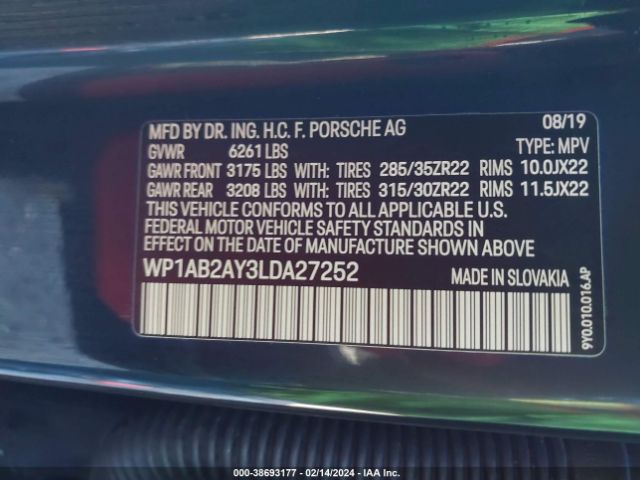 MFD BY DR. ING. H.C. F. PORSCHE AG 08/19
GVWR 6261 LBS TYPE: MPV
GAWR FRONT 3175 LBS WITH: TIRES 285/35ZR22 RIMS 10.0JX22
GAWR REAR 3208 LBS WITH: TIRES 315/30ZR22 RIMS 11.5JX22
THIS VEHICLE CONFORMS TO ALL APPLICABLE U.S.
FEDERAL MOTOR VEHICLE SAFETY STANDARDS
IN EFFECT ON THE DATE OF MANUFACTURE SHOWN ABOVE
WP1AB2AY3LDA27252 MADE IN SLOVAKIA
9Y0.010.016.AP
000-38693177 - 02/14/2024 - IAA Inc.